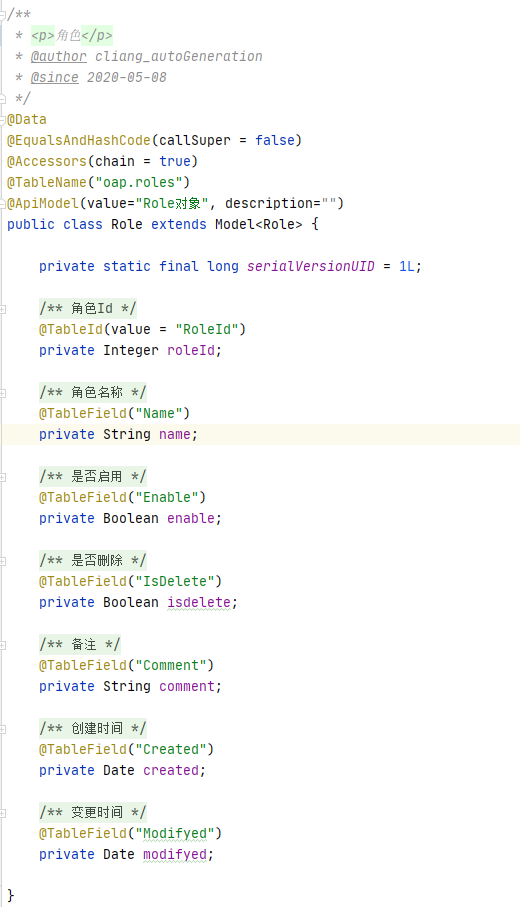 /**
 * <p>角色</p>
 * @author cliang_autoGeneration
 * @since 2020-05-08
 */
@Data
@EqualsAndHashCode(callSuper = false)
@Accessors(chain = true)
@TableName("oap.roles")
@ApiModel(value="Role对象", description="")
public class Role extends Model<Role> {

    private static final long serialVersionUID = 1L;

    /** 角色Id */
    @TableId(value = "RoleId")
    private Integer roleId;

    /** 角色名称 */
    @TableField("Name")
    private String name;

    /** 是否启用 */
    @TableField("Enable")
    private Boolean enable;

    /** 是否删除 */
    @TableField("IsDelete")
    private Boolean isdelete;

    /** 备注 */
    @TableField("Comment")
    private String comment;

    /** 创建时间 */
    @TableField("Created")
    private Date created;

    /** 变更时间 */
    @TableField("Modifyed")
    private Date modifyed;

}